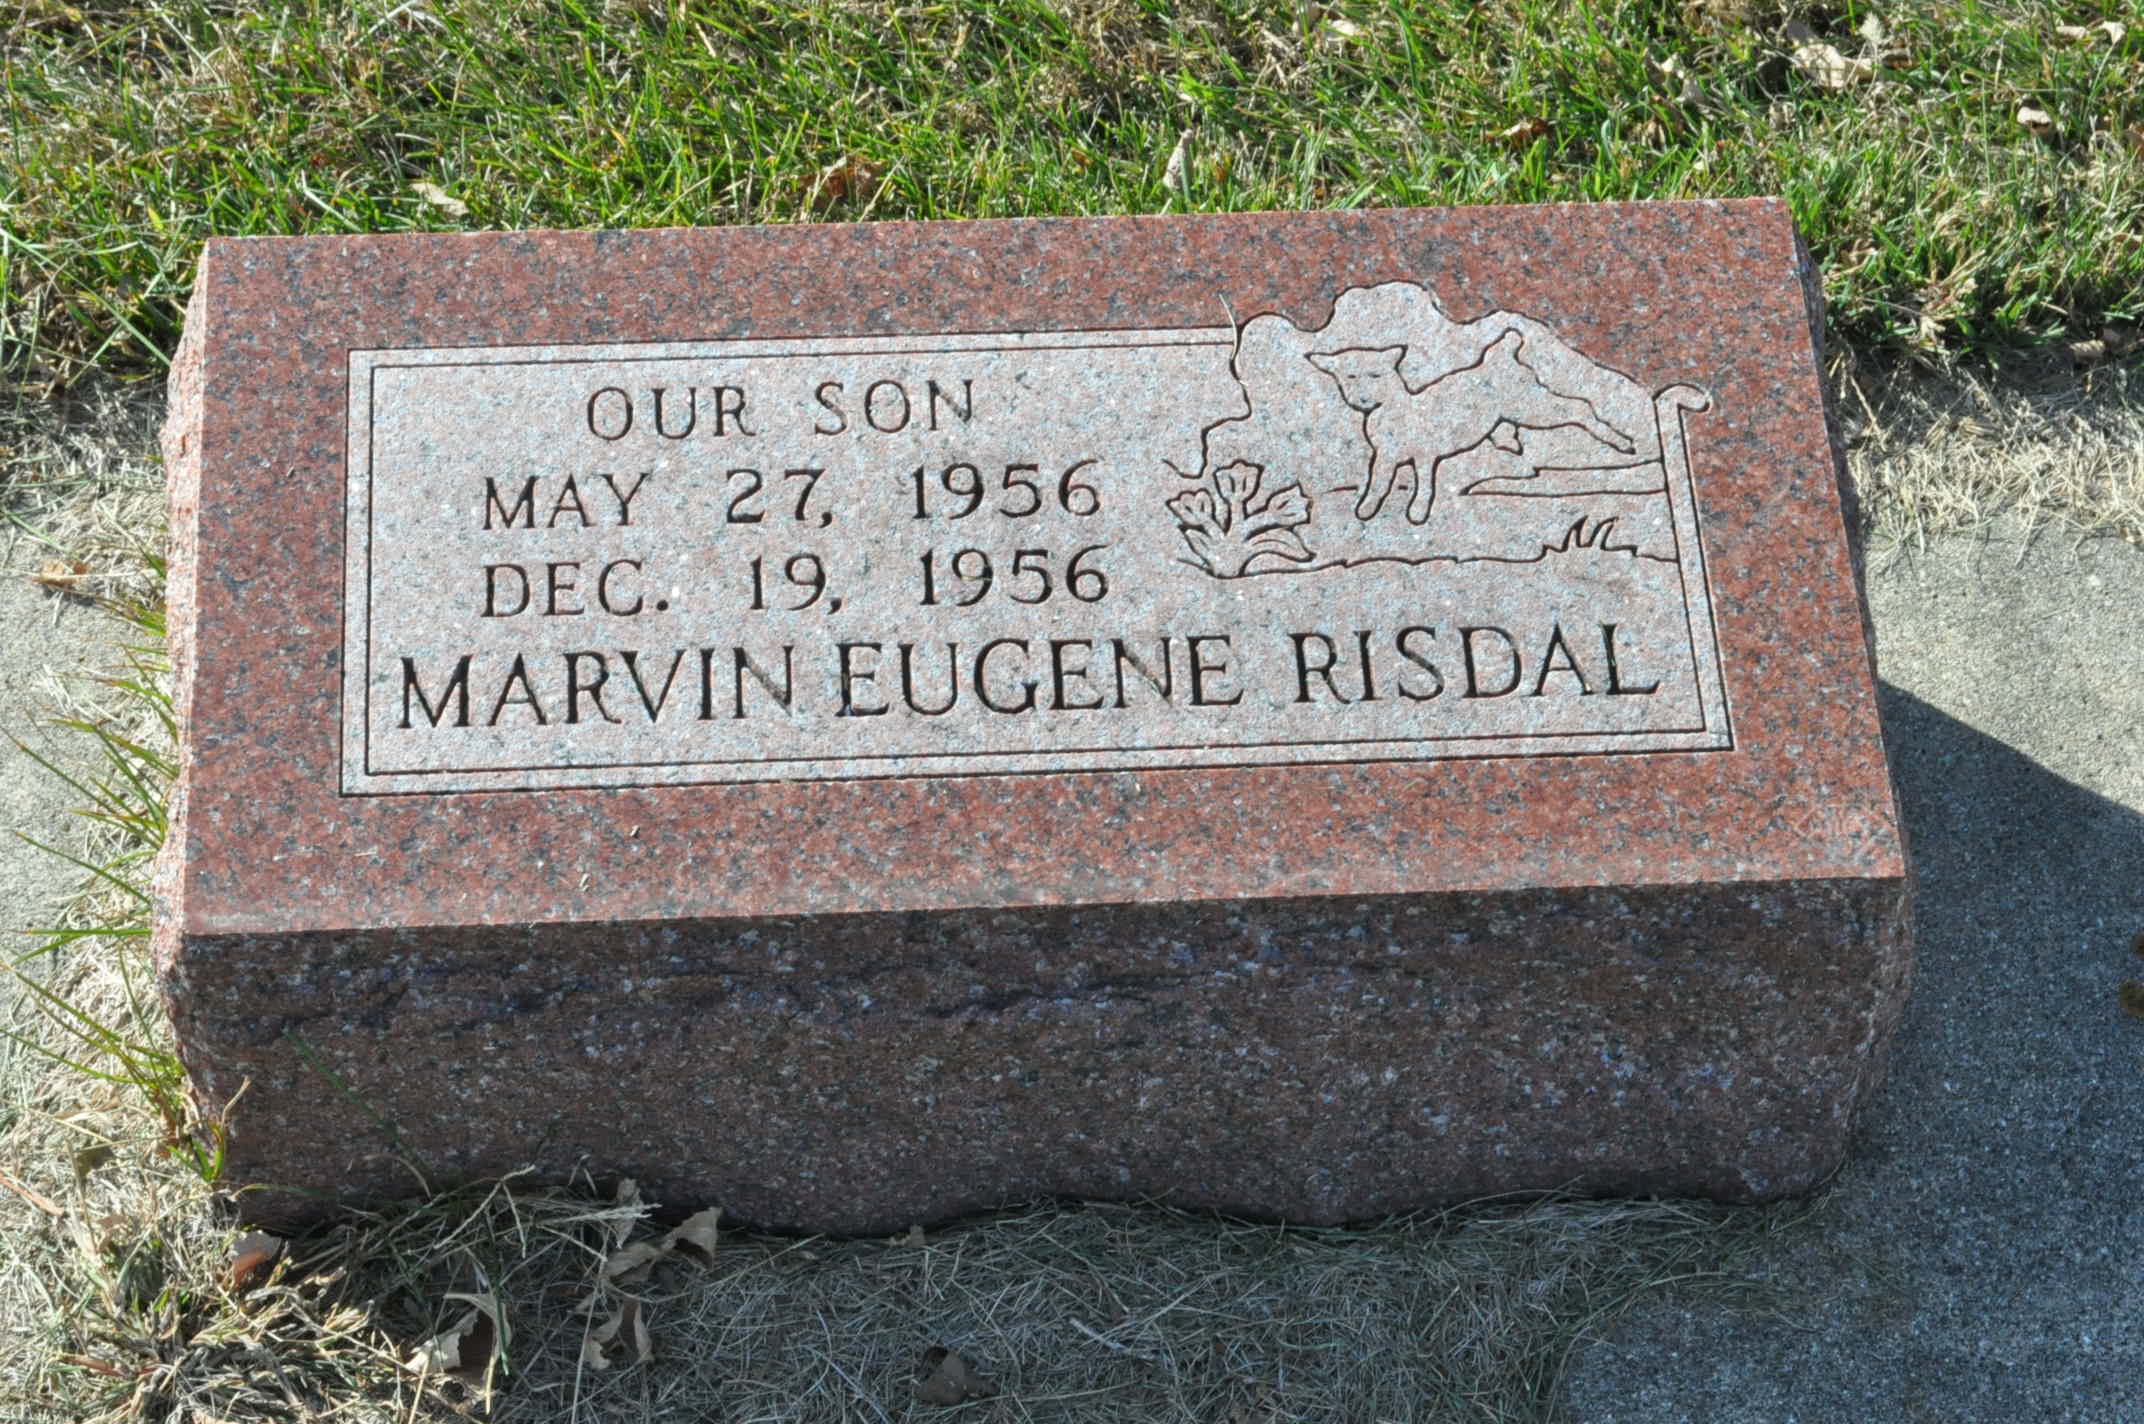 OUR SON
MAY 27, 1956
DEC. 19, 1956
MARVIN EUGENE RISDAL